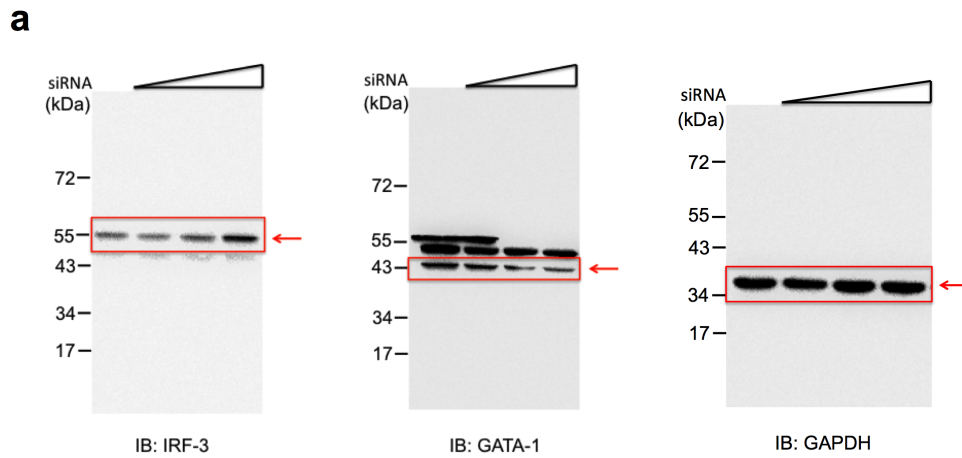 a
siRNA
(kDa)
72
55
43
34
17
IB: IRF-3
siRNA
(kDa)
72
55
43
34
17
IB: GATA-1
siRNA
(kDa)
72
55
43
34
17
IB: GAPDH